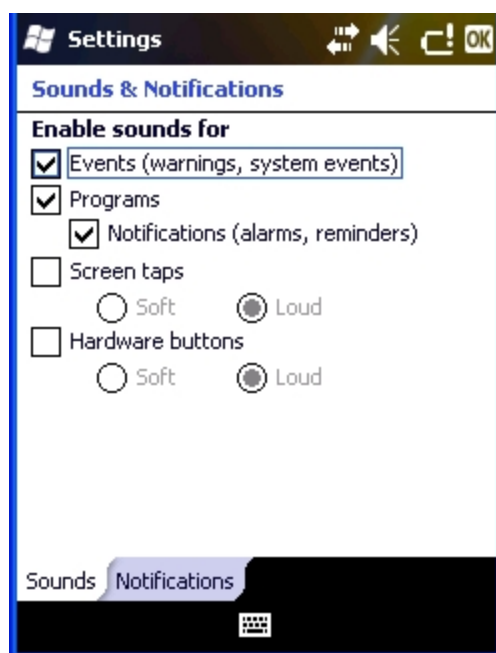 Settings OK
Sounds & Notifications
Enable sounds for
Events (warnings, system events)
Programs
Notifications (alarms, reminders)
Screen taps
Soft Loud
Hardware buttons
Soft Loud
Sounds Notifications